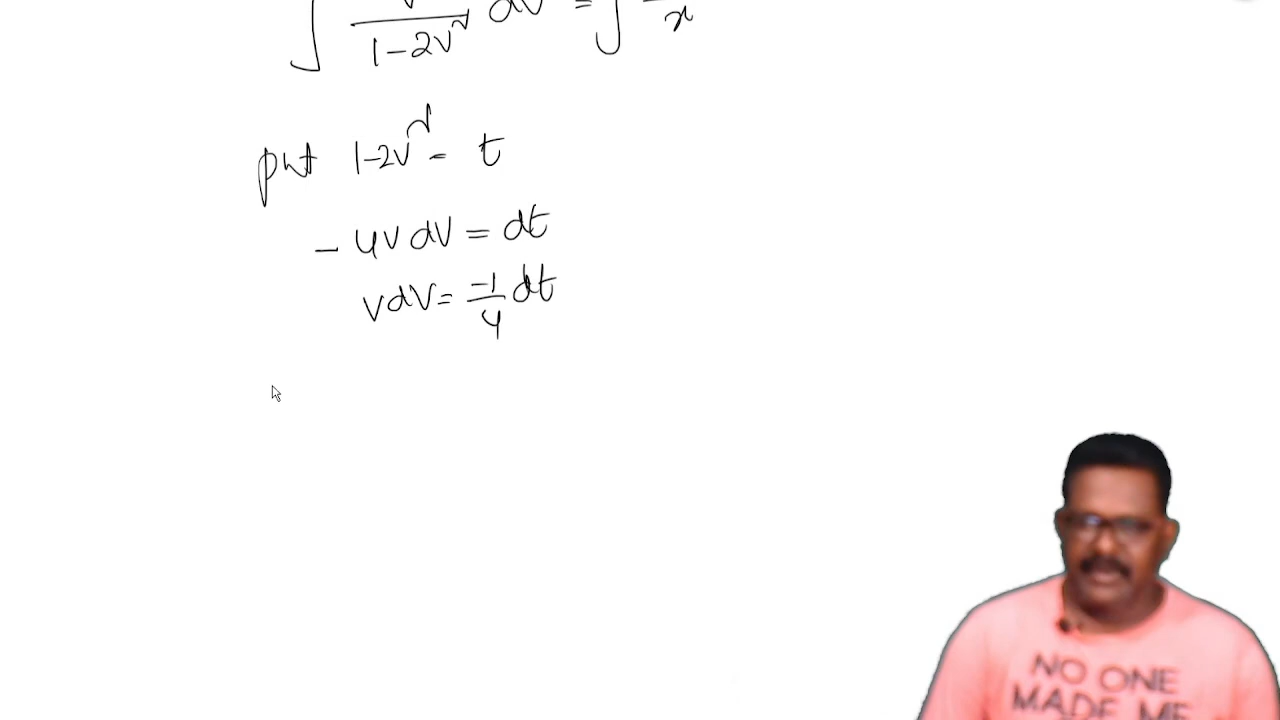 ∫ v/(1-2v²) dv = ∫ /x
put 1-2v² = t
- 4v dv = dt
v dv = -1/4 dt
NO ONE
MADE ME